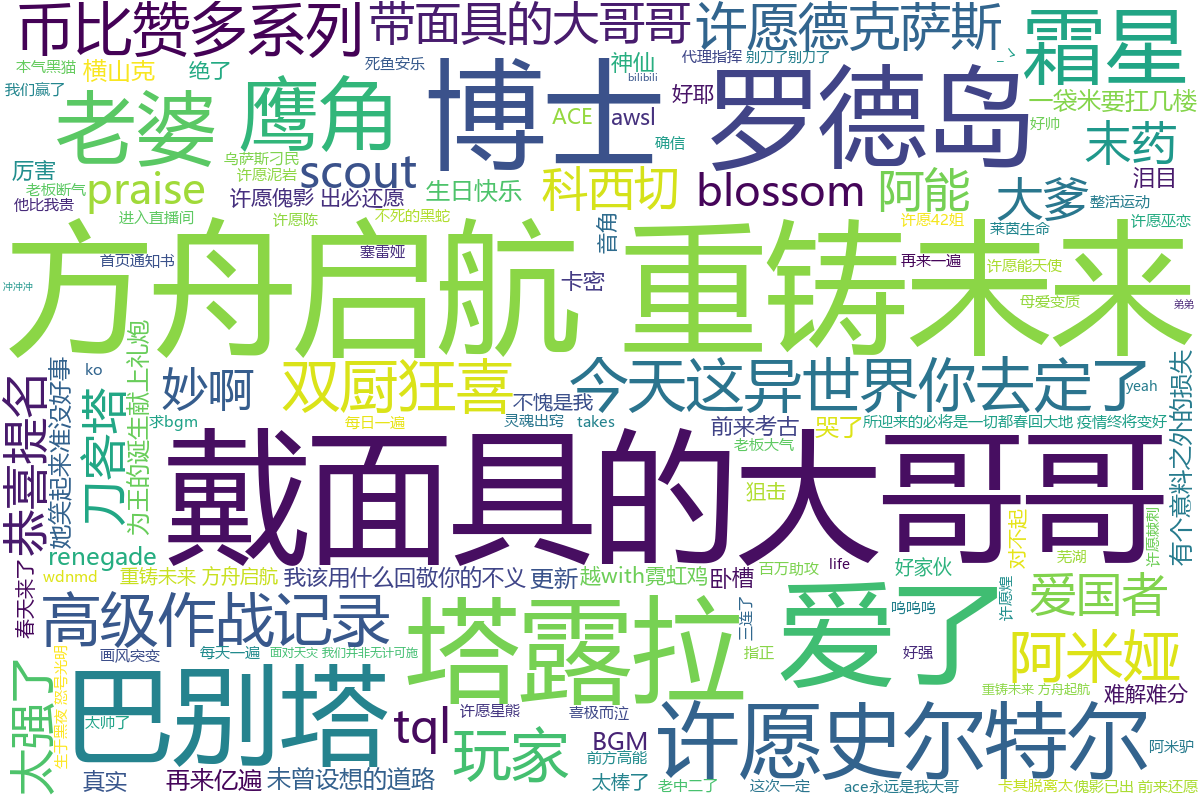 币比赞多系列
带面具的大哥哥
许愿德克萨斯
霜星
本气黑猫
横山克
绝了
死鱼安乐
神仙
bilibili
代理指挥 别刀了别刀了
我们赢了
老婆
鹰角
博士
ACE
awsl
好耶
罗德岛
一袋米要扛几楼
好帅
确信
末药
厉害
乌萨斯刁民
许愿泥岩
scout
老板断气
praise
他比我贵
许愿傀影 出必还愿
生日快乐
科西切
blossom
阿能
大爹
泪目
整活运动
进入直播间
许愿陈
不死的黑蛇
音角
许愿42姐
莱茵生命
许愿巫恋
方舟启航 重铸未来
首页通知书
塞雷娅
卡密
再来一遍
许愿能天使
母爱变质
弟弟
冲冲冲
恭喜提名
她笑起来准没好事
ko
刀客塔
为王的诞生献上礼炮
妙啊
双厨狂喜
不愧是我
今天这异世界你去定了
yeah
有个意料之外的损失
求bgm
每日一遍
灵魂出窍
takes
前来考古
老板大气
哭了
所迎来的必将是一切都春回大地 疫情终将变好
戴面具的大哥哥
狙击
对不起
许愿棘刺
renegade
wdnmd
重铸未来 方舟启航
我该用什么回敬你的不义
更新
越with霓虹鸡
卧槽
百万助攻
life
好家伙
芜湖
春天来了
高级作战记录
塔露拉
三连了
爱了
呜呜呜
许愿煌
爱国者
画风突变
每天一遍
面对天灾 我们并非无计可施
指正
好强
阿米娅
太强了
生于黑夜 怒号光明
巴别塔
太帅了
tql
许愿星熊
喜极而泣
重铸未来 方舟起航
难解难分
玩家
BGM
前方高能
许愿史尔特尔
阿米驴
真实
再来亿遍
未曾设想的道路
太棒了
老中二了
这次一定
ace永远是我大哥
卡其脱离太
傀影已出 前来还愿